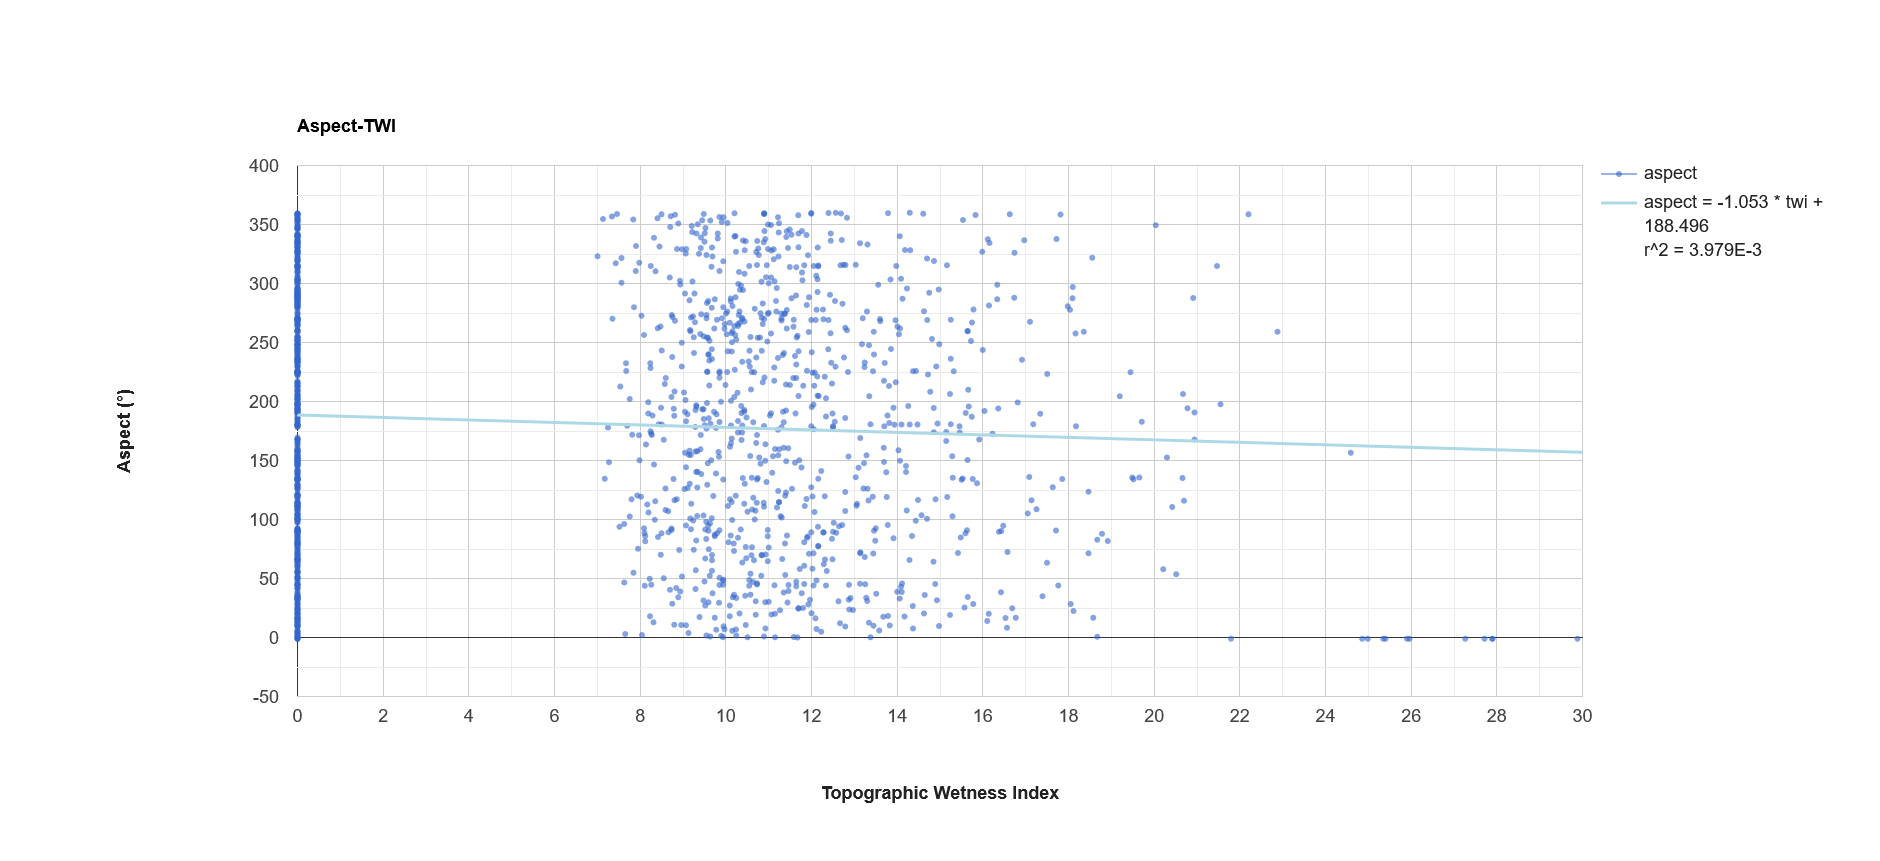 Aspect-TWI
400
350
300
250
200
150
100
50
0
-50
0 2 4 6 8 10 12 14 16 18 20 22 24 26 28 30
Aspect (°)
Topographic Wetness Index
aspect
aspect = -1.053 * twi +
188.496
r^2 = 3.979E-3